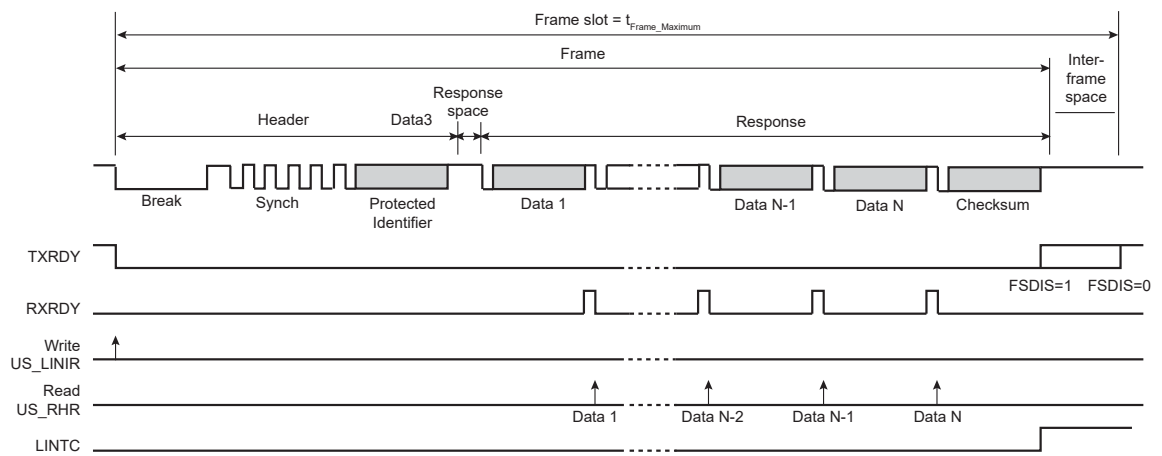 Frame slot = tFrame_Maximum
Frame
Inter-
frame
space
Response
space
Header
Data3
Response
Break
Synch
Protected
Identifier
Data 1
Data N-1
Data N
Checksum
TXRDY
FSDIS=1
FSDIS=0
RXRDY
Write
US_LINIR
Read
US_RHR
Data 1
Data N-2
Data N-1
Data N
LINTC